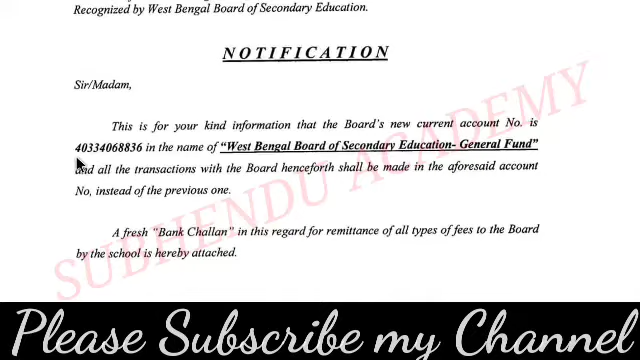 Recognized by West Bengal Board of Secondary Education.
NOTIFICATION
Sir/Madam,
This is for your kind information that the Board's new current account No. is
40334068836 in the name of "West Bengal Board of Secondary Education- General Fund"
and all the transactions with the Board henceforth shall be made in the aforesaid account
No, instead of the previous one.
A fresh "Bank Challan" in this regard for remittance of all types of fees to the Board
by the school is hereby attached.
SUBHENDU ACADEMY
Please Subscribe my Channel